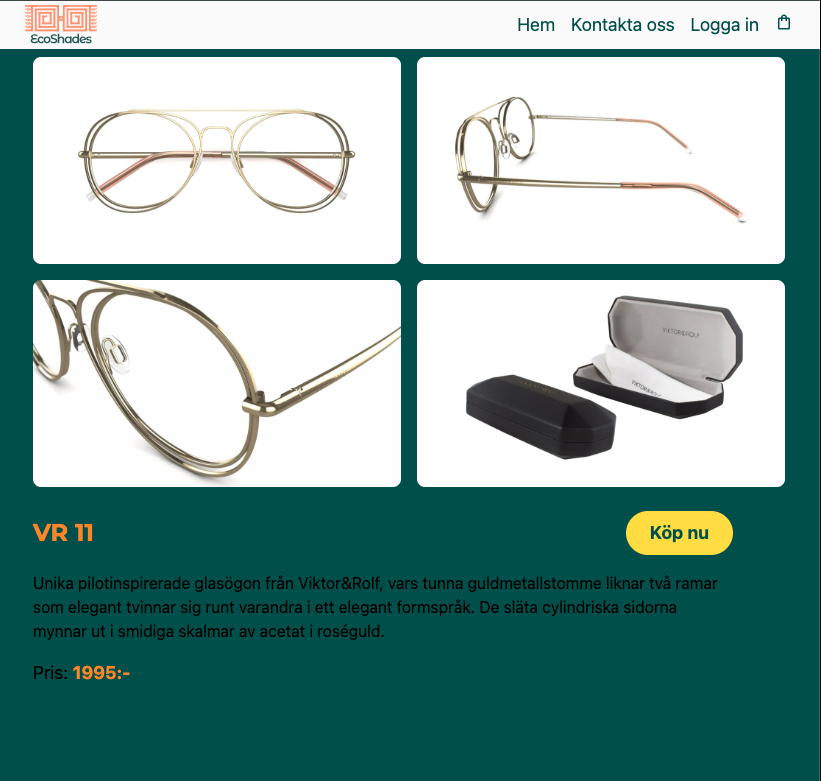 EcoShades
Hem Kontakta oss Logga in
VIKTOR&ROLF
VIKTOR&ROLF
VR 11
Köp nu
Unika pilotinspirerade glasögon från Viktor&Rolf, vars tunna guldmetallstomme liknar två ramar
som elegant tvinnar sig runt varandra i ett elegant formspråk. De släta cylindriska sidorna
mynnar ut i smidiga skalmar av acetat i roséguld.
Pris: 1995:-